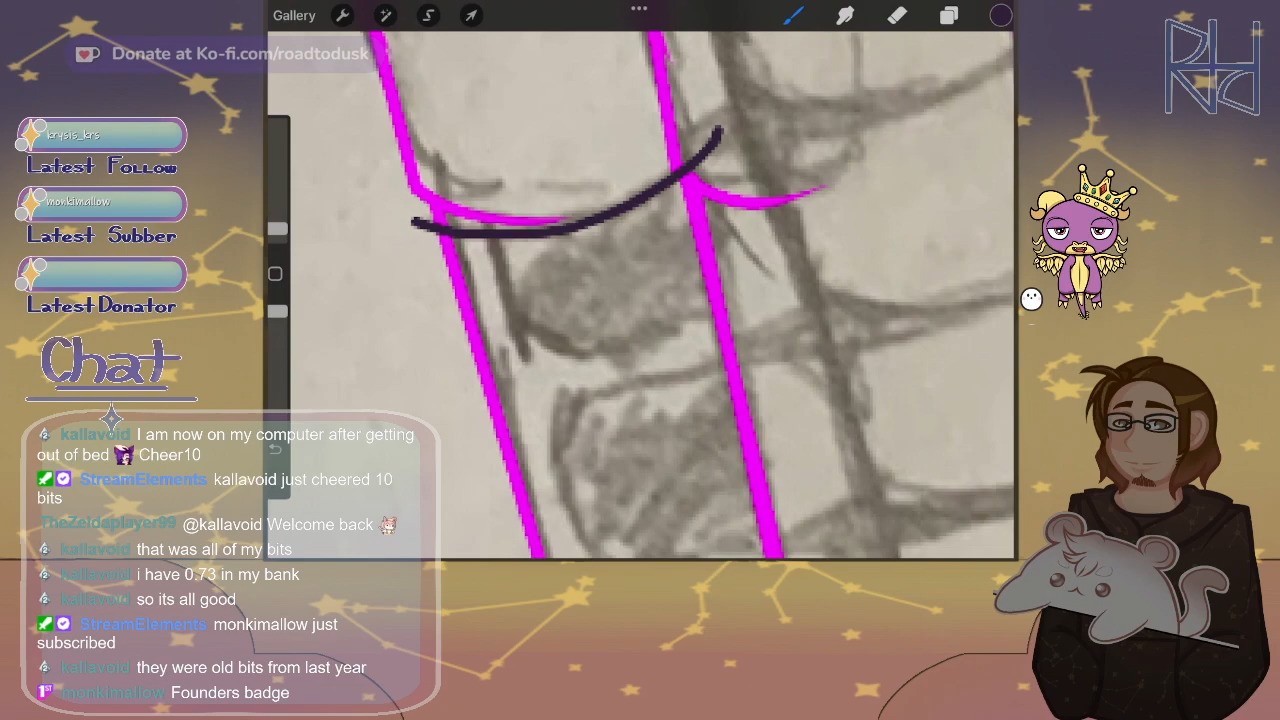 Gallery
Donate at Ko-fi.com/roadtodusk
RHd
krysis_krs
Latest Follow
monkimallow
Latest Subber
Latest Donator
Chat
kallavoid I am now on my computer after getting
out of bed Cheer10
StreamElements kallavoid just cheered 10
bits
TheZeldaplayer99 @kallavoid Welcome back
kallavoid that was all of my bits
kallavoid i have 0.73 in my bank
kallavoid so its all good
StreamElements monkimallow just
subscribed
kallavoid they were old bits from last year
1ST monkimallow Founders badge